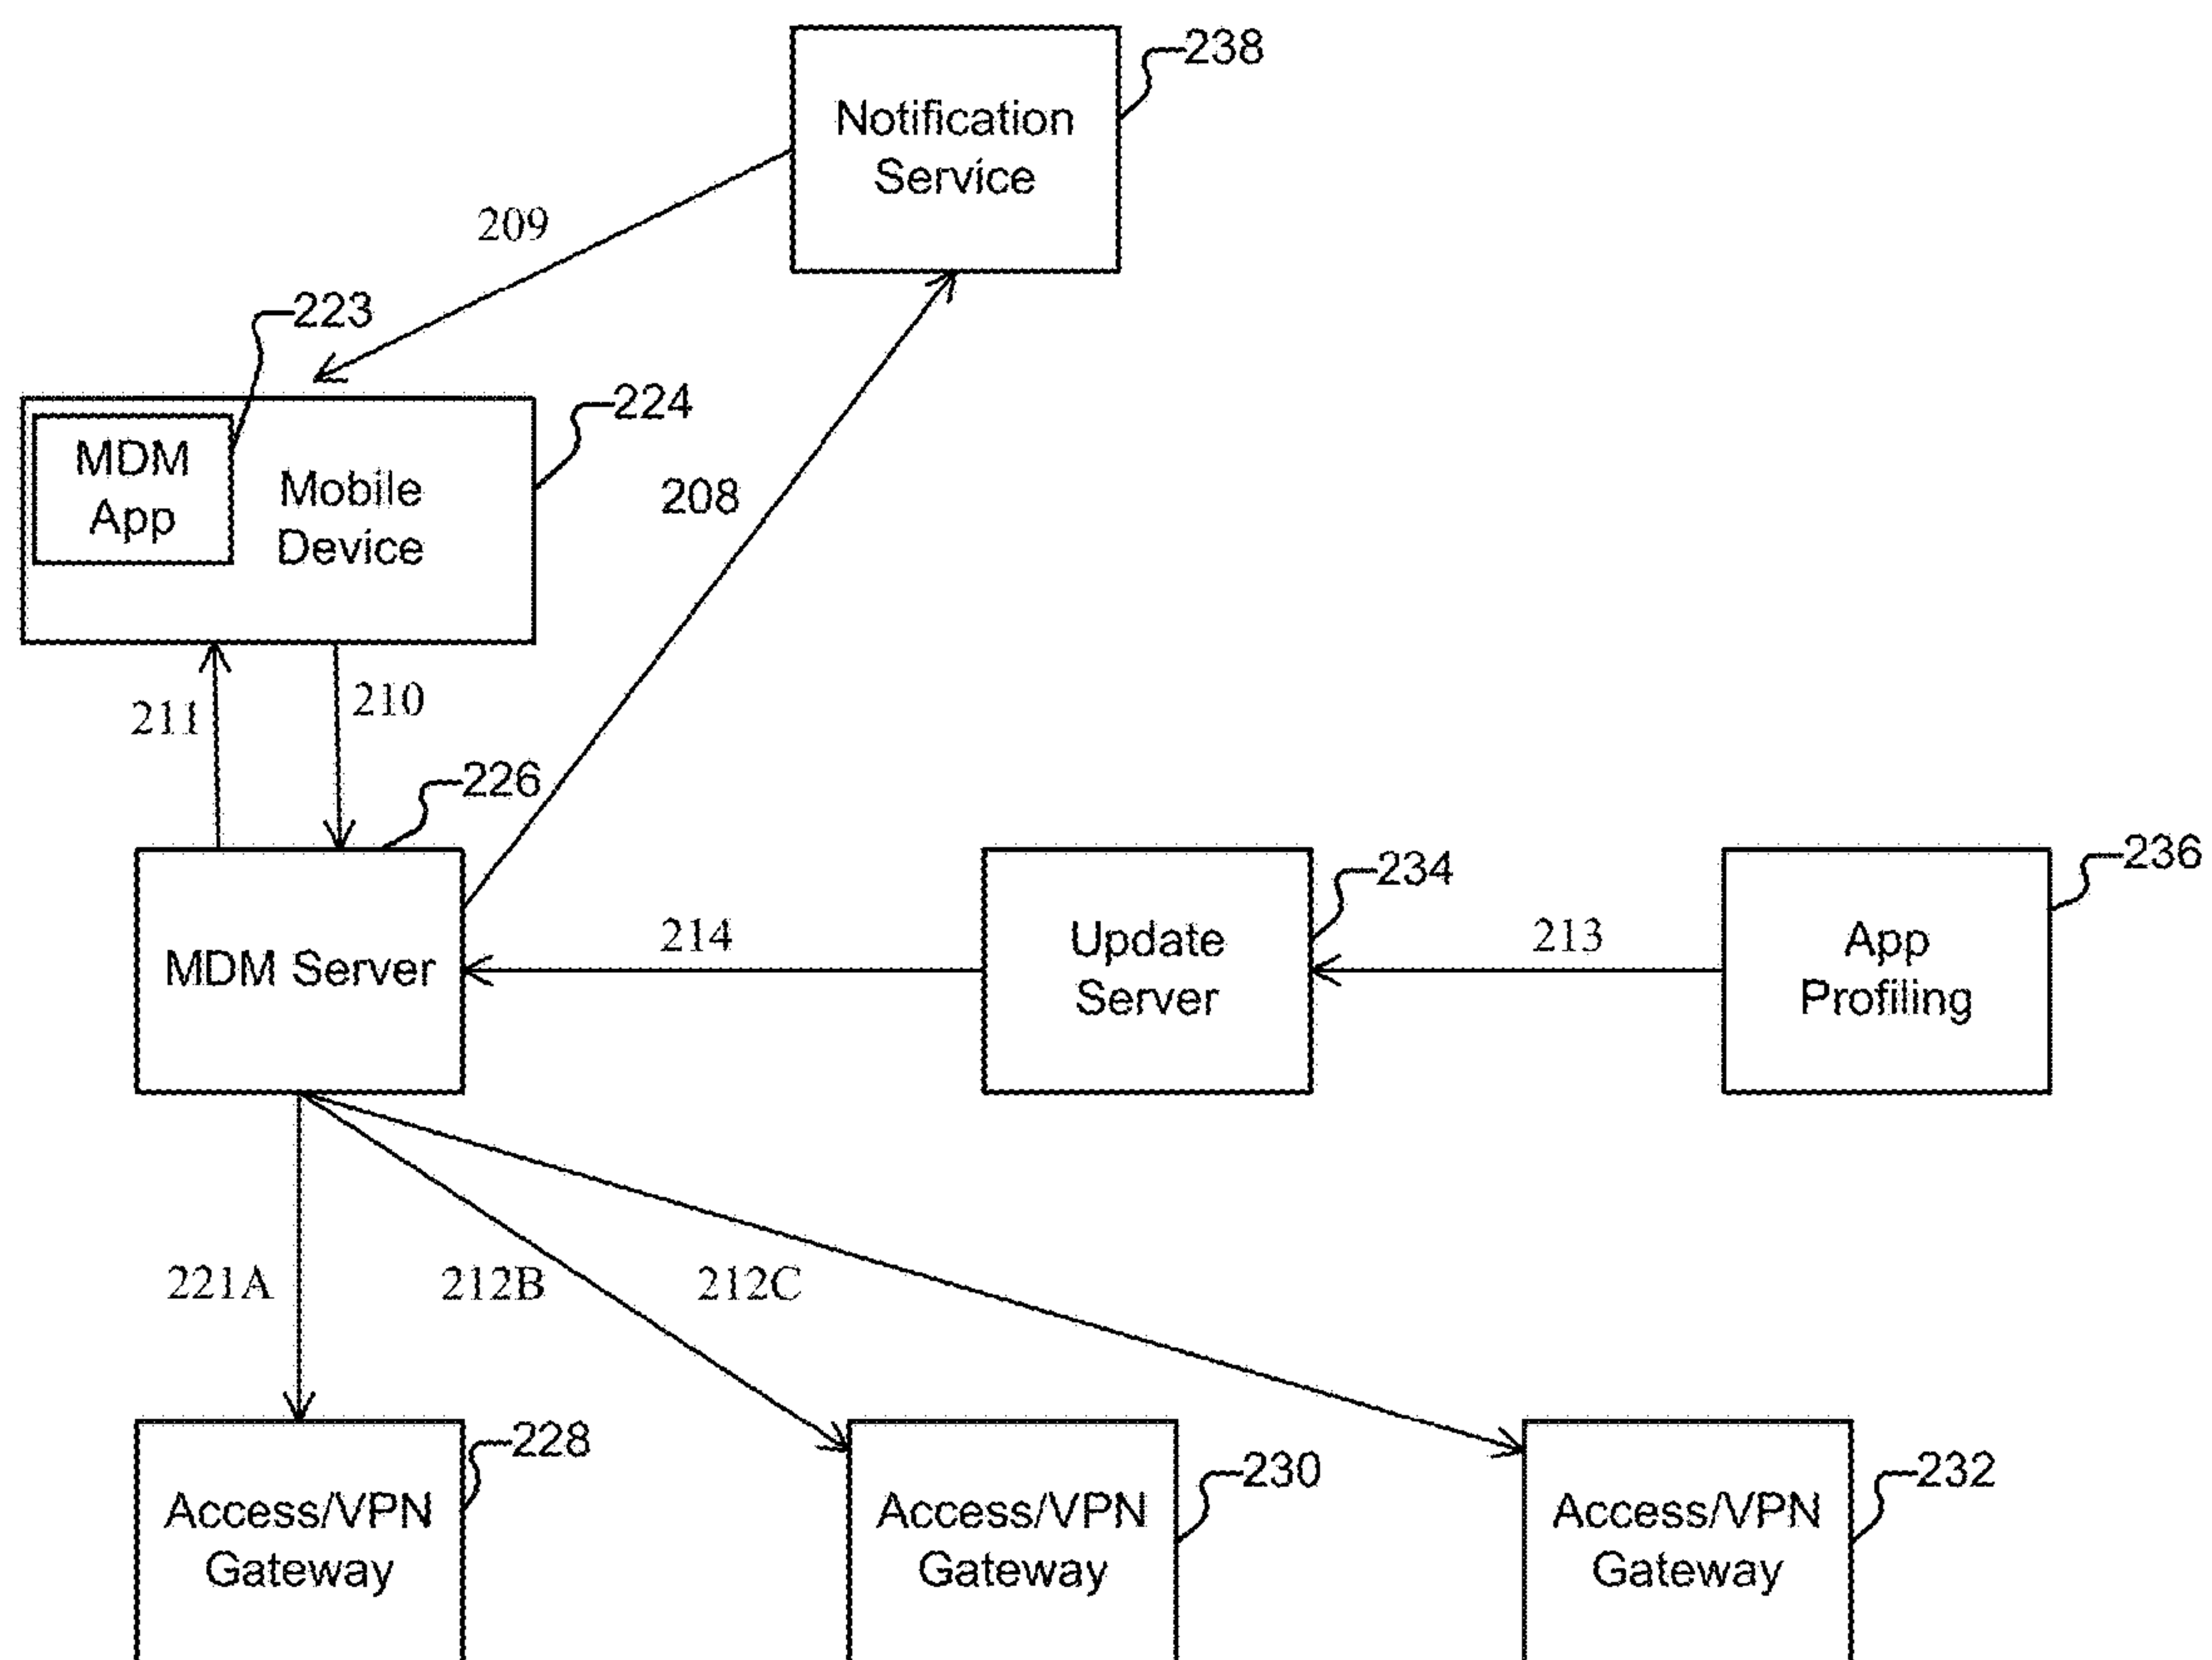 238
Notification
Service
209
223
224
MDM
App
Mobile
Device
208
211
210
226
234
236
MDM Server
214
Update
Server
213
App
Profiling
221A
212B
212C
228
230
232
Access/VPN
Gateway
Access/VPN
Gateway
Access/VPN
Gateway